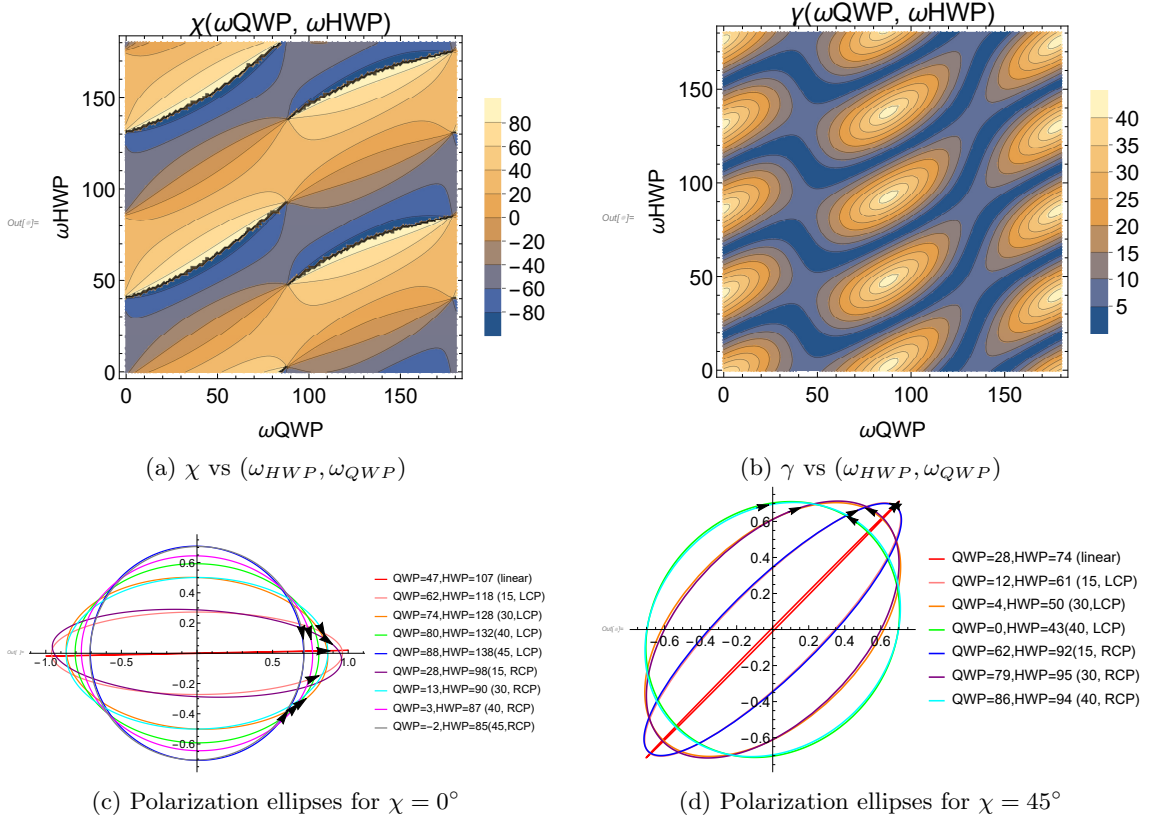 χ(ωQWP, ωHWP)
150
100
50
0
ωHWP
Out[ ]=
0 50 100 150
ωQWP
80
60
40
20
0
−20
−40
−60
−80
(a) χ vs (ω_HWP, ω_QWP)
γ(ωQWP, ωHWP)
150
100
50
0
ωHWP
Out[ ]=
0 50 100 150
ωQWP
40
35
30
25
20
15
10
5
(b) γ vs (ω_HWP, ω_QWP)
0.6
0.4
0.2
−0.2
−0.4
−0.6
−1.0 −0.5 0.5 1.0
QWP=47,HWP=107 (linear)
QWP=62,HWP=118 (15, LCP)
QWP=74,HWP=128 (30,LCP)
QWP=80,HWP=132(40, LCP)
QWP=88,HWP=138(45, LCP)
QWP=28,HWP=98(15, RCP)
QWP=13,HWP=90 (30, RCP)
QWP=3,HWP=87 (40, RCP)
QWP=−2,HWP=85(45,RCP)
(c) Polarization ellipses for χ = 0°
0.6
0.4
0.2
−0.2
−0.4
−0.6
−0.6 −0.4 −0.2 0.2 0.4 0.6
QWP=28,HWP=74 (linear)
QWP=12,HWP=61 (15, LCP)
QWP=4,HWP=50 (30,LCP)
QWP=0,HWP=43(40, LCP)
QWP=62,HWP=92(15, RCP)
QWP=79,HWP=95 (30, RCP)
QWP=86,HWP=94 (40, RCP)
(d) Polarization ellipses for χ = 45°